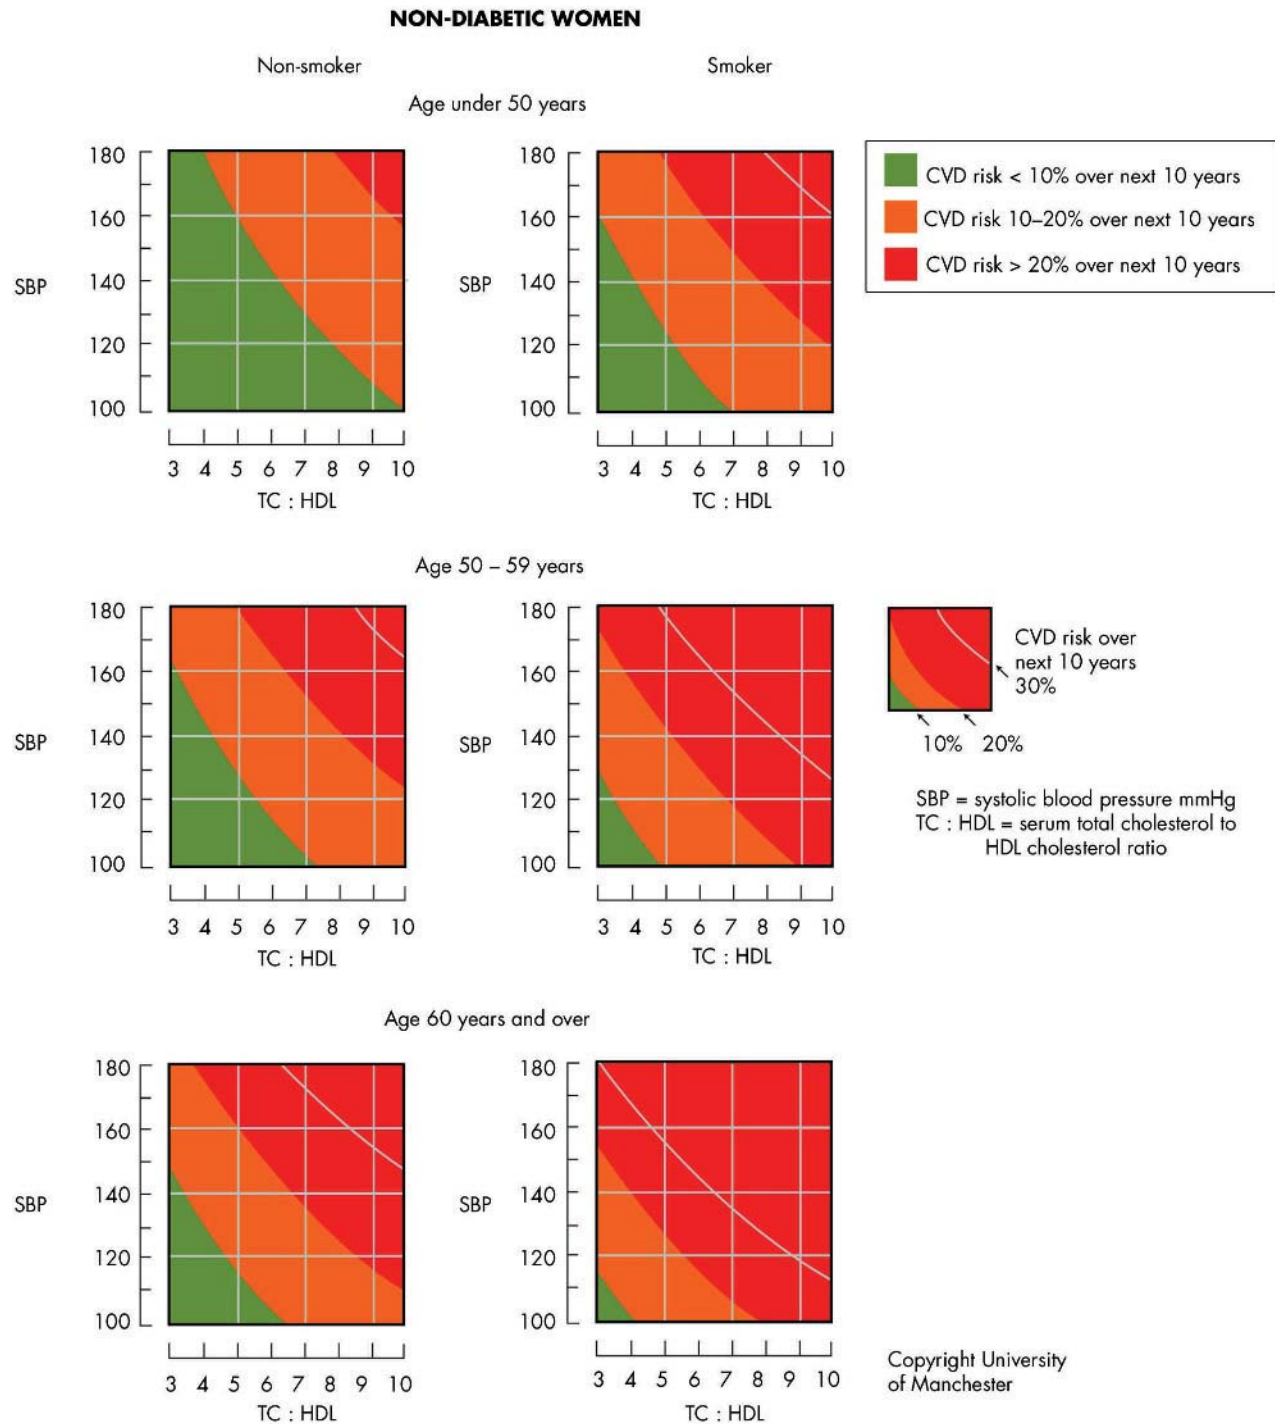 NON-DIABETIC WOMEN
Non-smoker Smoker
Age under 50 years
180 180
160 160
SBP 140 SBP 140
120 120
100 100
3 4 5 6 7 8 9 10 3 4 5 6 7 8 9 10
TC : HDL TC : HDL
CVD risk < 10% over next 10 years
CVD risk 10–20% over next 10 years
CVD risk > 20% over next 10 years
Age 50 – 59 years
180 180
160 160
SBP 140 SBP 140
120 120
100 100
3 4 5 6 7 8 9 10 3 4 5 6 7 8 9 10
TC : HDL TC : HDL
CVD risk over
next 10 years
30%
10% 20%
SBP = systolic blood pressure mmHg
TC : HDL = serum total cholesterol to
HDL cholesterol ratio
Age 60 years and over
180 180
160 160
SBP 140 SBP 140
120 120
100 100
3 4 5 6 7 8 9 10 3 4 5 6 7 8 9 10
TC : HDL TC : HDL
Copyright University
of Manchester